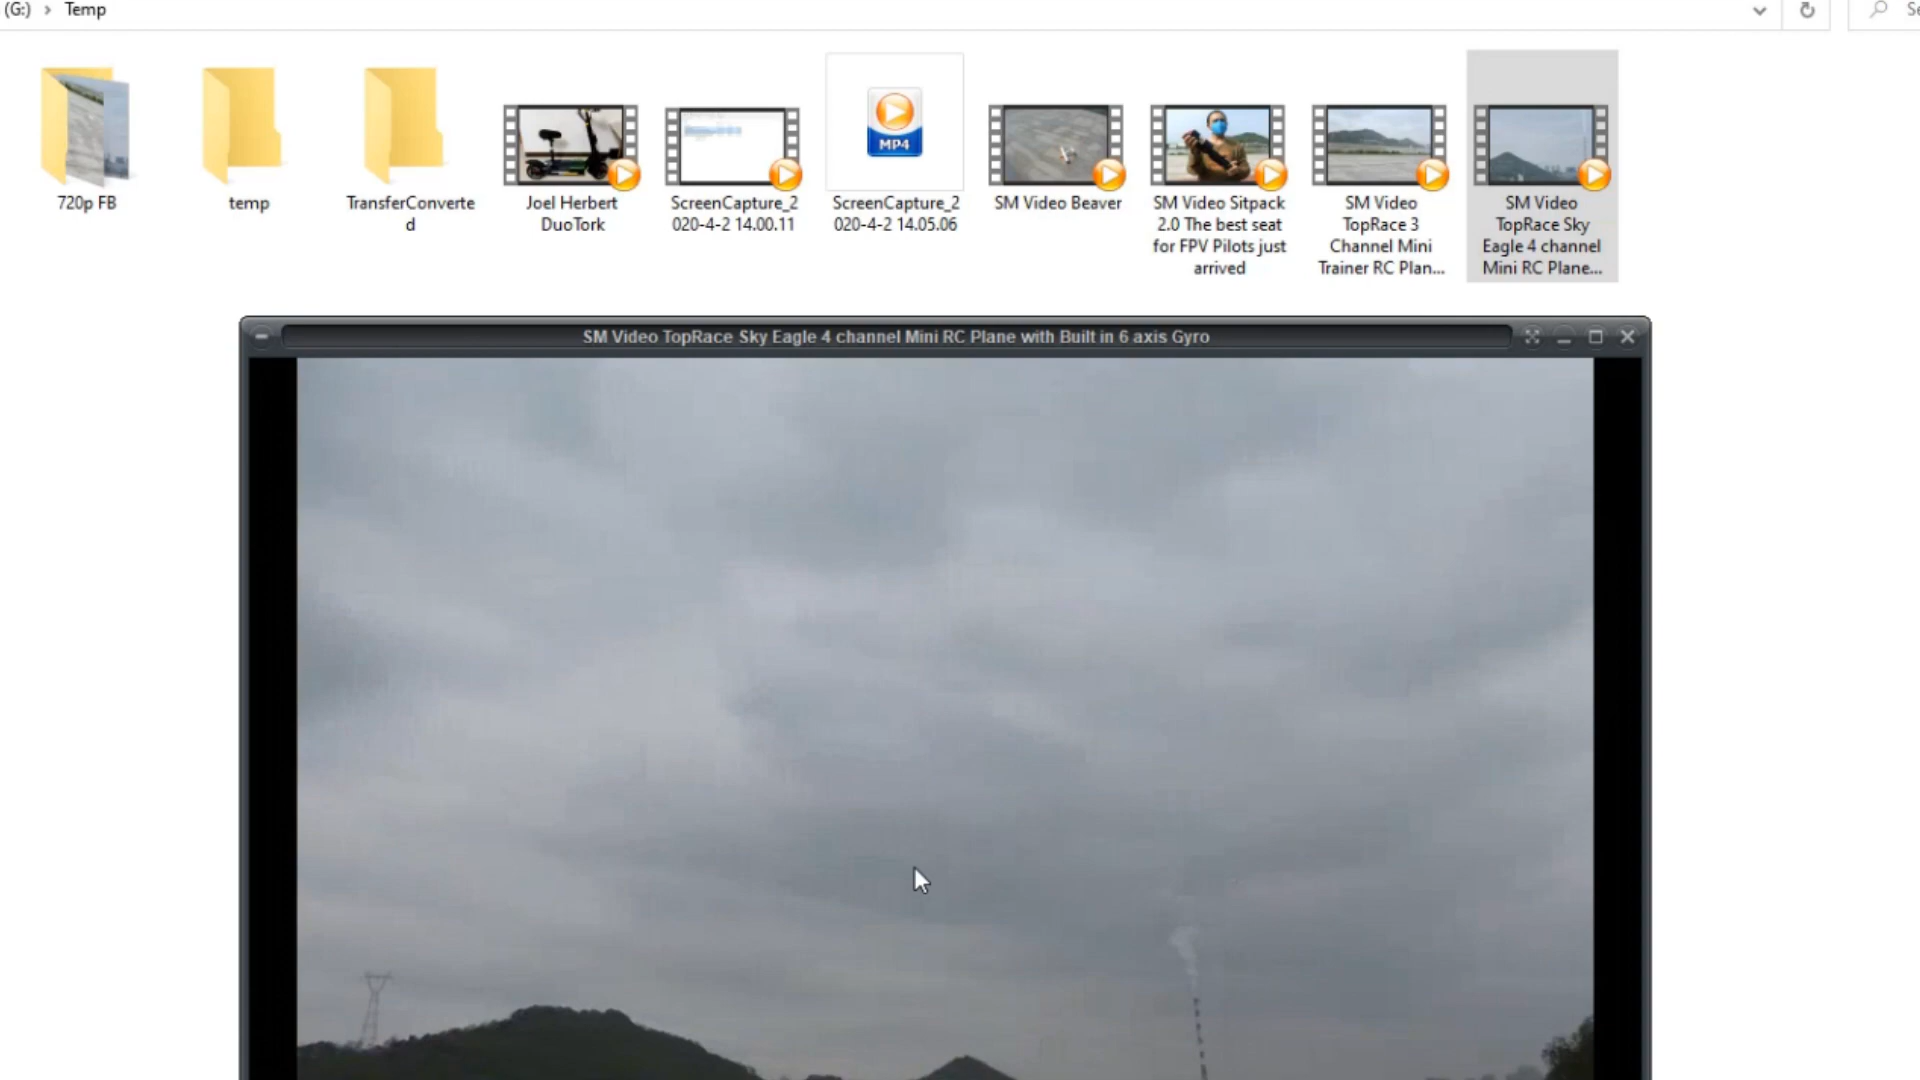 (G:) > Temp
Se
720p FB
temp
TransferConverte
d
Joel Herbert
DuoTork
ScreenCapture_2
020-4-2 14.00.11
MP4
ScreenCapture_2
020-4-2 14.05.06
SM Video Beaver
SM Video Sitpack
2.0 The best seat
for FPV Pilots just
arrived
SM Video
TopRace 3
Channel Mini
Trainer RC Plan...
SM Video
TopRace Sky
Eagle 4 channel
Mini RC Plane...
SM Video TopRace Sky Eagle 4 channel Mini RC Plane with Built in 6 axis Gyro